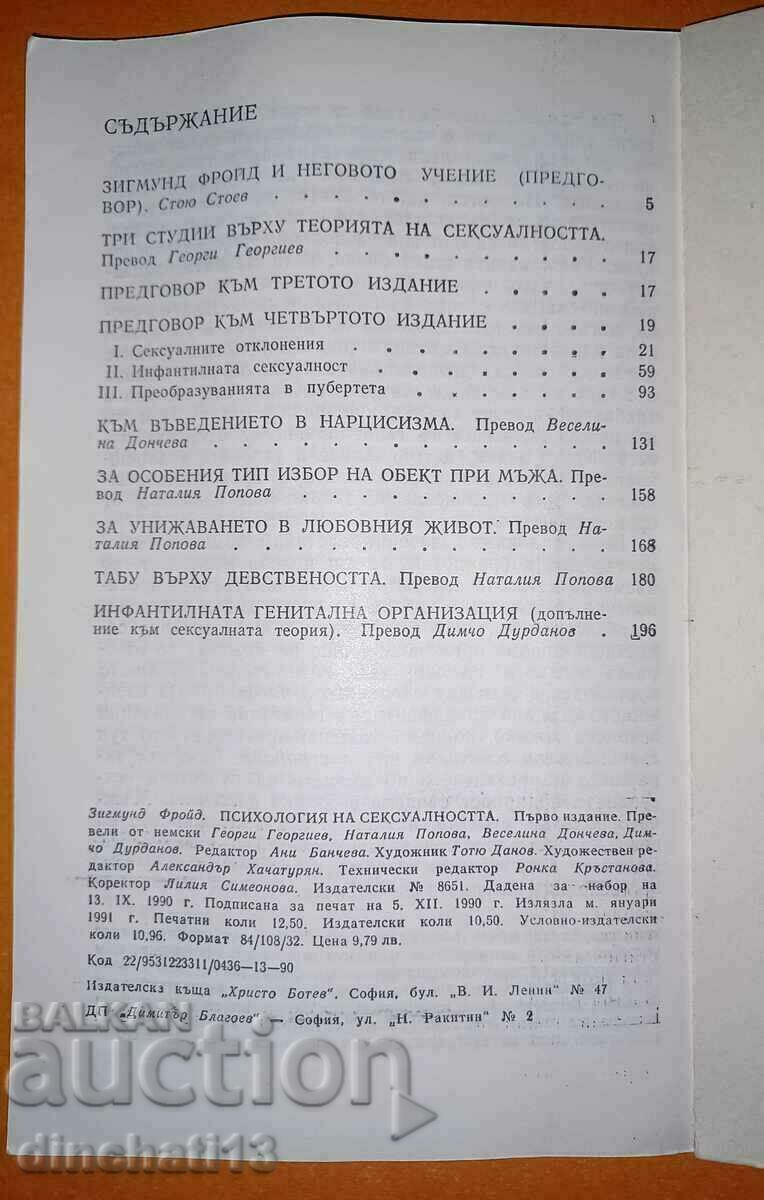 СЪДЪРЖАНИЕ
ЗИГМУНД ФРОЙД И НЕГОВОТО УЧЕНИЕ (ПРЕДГО-
ВОР). Стою Стоев . . . . . . . . . . . 5
ТРИ СТУДИИ ВЪРХУ ТЕОРИЯТА НА СЕКСУАЛНОСТТА.
Превод Георги Георгиев . . . . . . . . . 17
ПРЕДГОВОР КЪМ ТРЕТОТО ИЗДАНИЕ . . . . . 17
ПРЕДГОВОР КЪМ ЧЕТВЪРТОТО ИЗДАНИЕ . . . . 19
I. Сексуалните отклонения . . . . . . . . 21
II. Инфантилната сексуалност . . . . . . . 59
III. Преобразуванията в пубертета . . . . . . 93
КЪМ ВЪВЕДЕНИЕТО В НАРЦИСИЗМА. Превод Весели-
на Дончева . . . . . . . . . . . . . 131
ЗА ОСОБЕНИЯ ТИП ИЗБОР НА ОБЕКТ ПРИ МЪЖА. Пре-
вод Наталия Попова . . . . . . . . . . . 158
ЗА УНИЖАВАНЕТО В ЛЮБОВНИЯ ЖИВОТ. Превод На-
талия Попова . . . . . . . . . . . . . 168
ТАБУ ВЪРХУ ДЕВСТВЕНОСТТА. Превод Наталия Попова 180
ИНФАНТИЛНАТА ГЕНИТАЛНА ОРГАНИЗАЦИЯ (допълне-
ние към сексуалната теория). Превод Димчо Дурданов . 196
Зигмунд Фройд. ПСИХОЛОГИЯ НА СЕКСУАЛНОСТТА. Първо издание. Пре-
вели от немски Георги Георгиев, Наталия Попова, Веселина Дончева, Дим-
чо Дурданов. Редактор Ани Банчева. Художник Тотю Данов. Художествен ре-
дактор Александър Хачатурян. Технически редактор Ронка Кръстанова.
Коректор Лилия Симеонова. Издателски № 8651. Дадена за набор на
13. IX. 1990 г. Подписана за печат на 5. XII. 1990 г. Излязла м. януари
1991 г. Печатни коли 12,50. Издателски коли 10,50. Условно-издателски
коли 10,96. Формат 84/108/32. Цена 9,79 лв.
Код 22/9531223311/0436—13—90
Издателска къща „Христо Ботев“. София, бул. „В. И. Ленин“ № 47
ДП „Димитър Благоев“ — София, ул. „Н. Ракитин“ № 2
BALKAN
auction
dinchati13